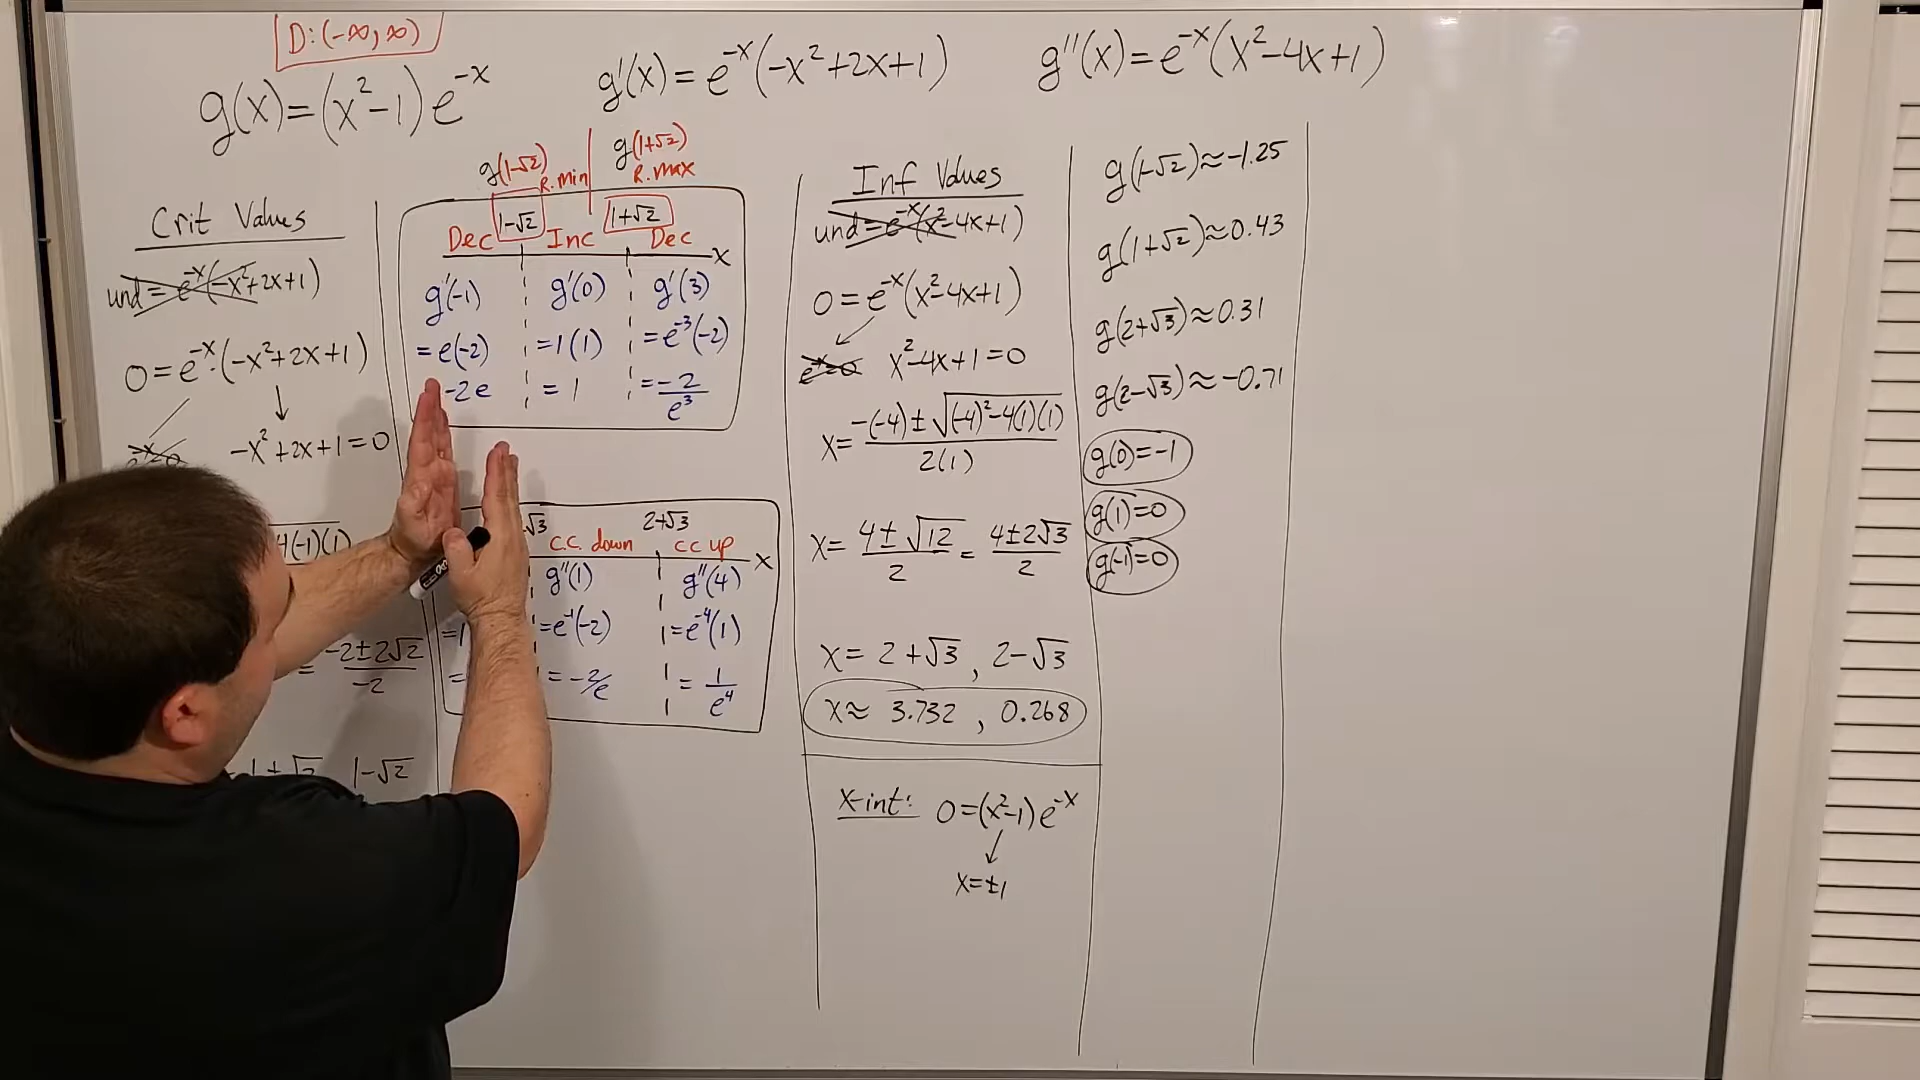 D: (-∞, ∞)
g(x) = (x²-1) e^-x
g'(x) = e^-x (-x²+2x+1)
g''(x) = e^-x (x²-4x+1)
Crit Values
und = e^-x (-x²+2x+1)
0 = e^-x · (-x²+2x+1)
-x²+2x+1 = 0
4(-1)(1)
= -2±2√2 / -2
1-√2
g(1-√2) R. min
g(1+√2) R. max
1-√2 1+√2
Dec Inc Dec x
g'(-1) g'(0) g'(3)
= e(-2) = 1(1) = e^-3(-2)
-2e = 1 = -2/e³
√3 2+√3
c.c. down cc up x
g''(1) g''(4)
= e^-1(-2) = e^-4(1)
= -2/e = 1/e⁴
Inf Values
und = e^-x (x²-4x+1)
0 = e^-x (x²-4x+1)
e^-x=0 x²-4x+1 = 0
x = -(-4) ± √(-4)²-4(1)(1) / 2(1)
x = 4±√12 / 2 = 4±2√3 / 2
x = 2+√3 , 2-√3
x ≈ 3.732 , 0.268
x-int: 0 = (x²-1) e^-x
x = ±1
g(1-√2) ≈ -1.25
g(1+√2) ≈ 0.43
g(2+√3) ≈ 0.31
g(2-√3) ≈ -0.71
g(0) = -1
g(1) = 0
g(-1) = 0